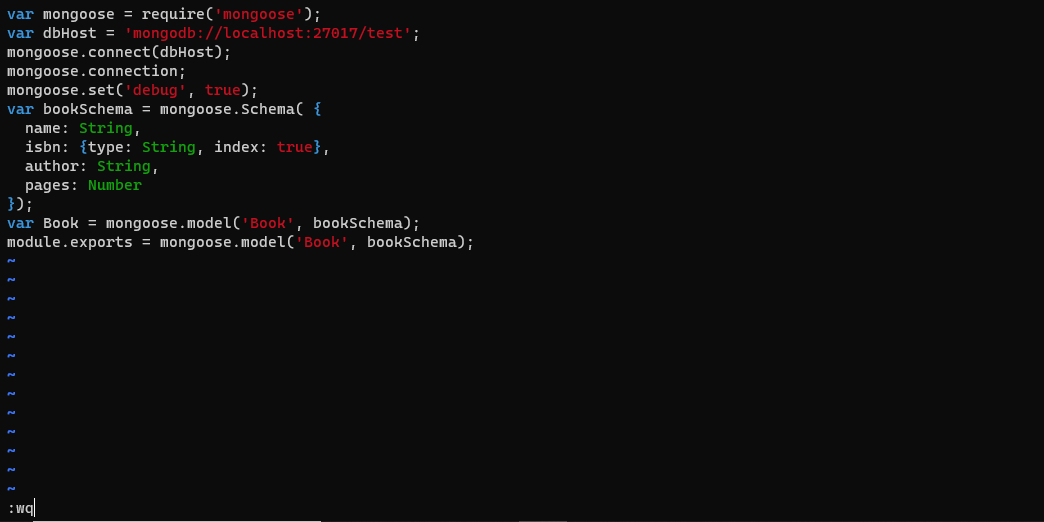 var mongoose = require('mongoose');
var dbHost = 'mongodb://localhost:27017/test';
mongoose.connect(dbHost);
mongoose.connection;
mongoose.set('debug', true);
var bookSchema = mongoose.Schema( {
  name: String,
  isbn: {type: String, index: true},
  author: String,
  pages: Number
});
var Book = mongoose.model('Book', bookSchema);
module.exports = mongoose.model('Book', bookSchema);
~
~
~
~
~
~
~
~
~
~
~
~
~
:wq